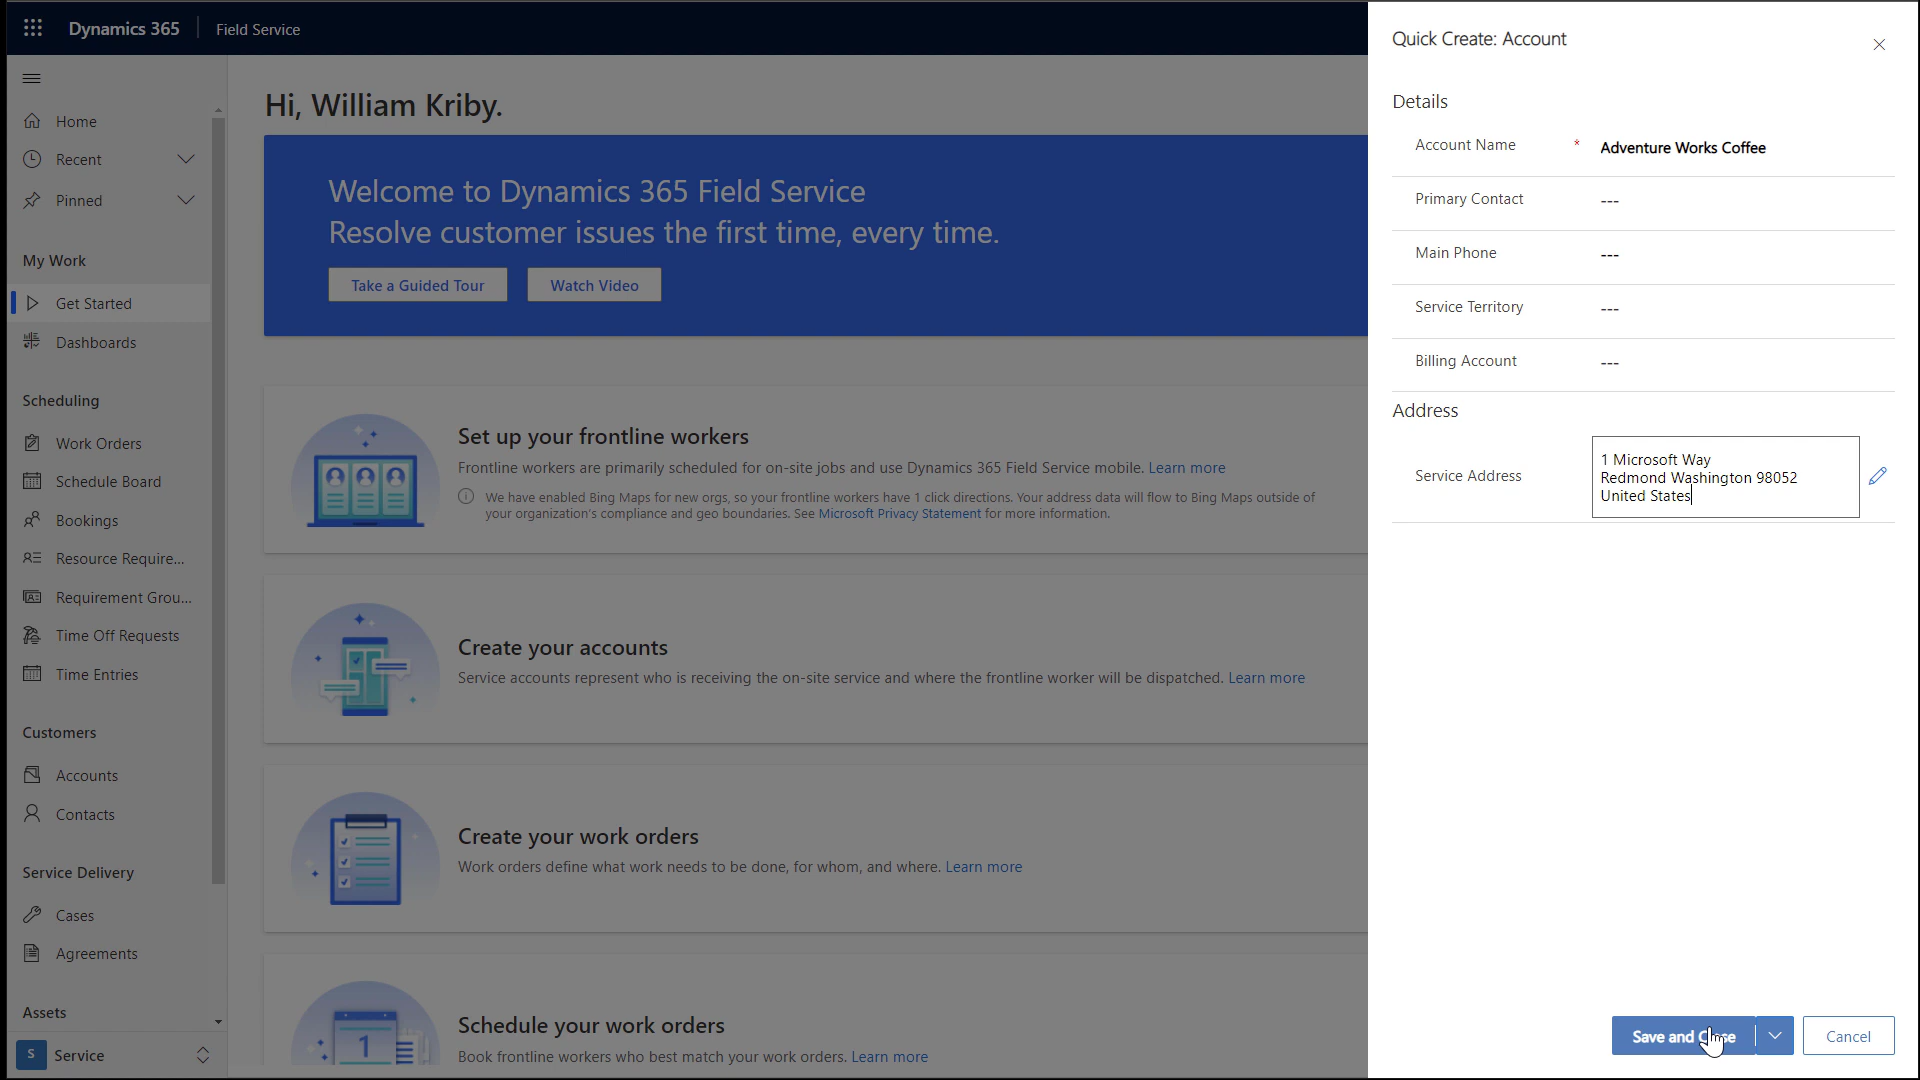 Dynamics 365
Field Service
Home
Recent
Pinned
My Work
Get Started
Dashboards
Scheduling
Work Orders
Schedule Board
Bookings
Resource Require...
Requirement Grou...
Time Off Requests
Time Entries
Customers
Accounts
Contacts
Service Delivery
Cases
Agreements
Assets
S
Service
Hi, William Kriby.
Welcome to Dynamics 365 Field Service
Resolve customer issues the first time, every time.
Take a Guided Tour
Watch Video
Set up your frontline workers
Frontline workers are primarily scheduled for on-site jobs and use Dynamics 365 Field Service mobile. Learn more
We have enabled Bing Maps for new orgs, so your frontline workers have 1 click directions. Your address data will flow to Bing Maps outside of
your organization's compliance and geo boundaries. See Microsoft Privacy Statement for more information.
Create your accounts
Service accounts represent who is receiving the on-site service and where the frontline worker will be dispatched. Learn more
Create your work orders
Work orders define what work needs to be done, for whom, and where. Learn more
1
Schedule your work orders
Book frontline workers who best match your work orders. Learn more
Quick Create: Account
Details
Account Name * Adventure Works Coffee
Primary Contact ---
Main Phone ---
Service Territory ---
Billing Account ---
Address
Service Address
1 Microsoft Way
Redmond Washington 98052
United States
Save and Close
Cancel